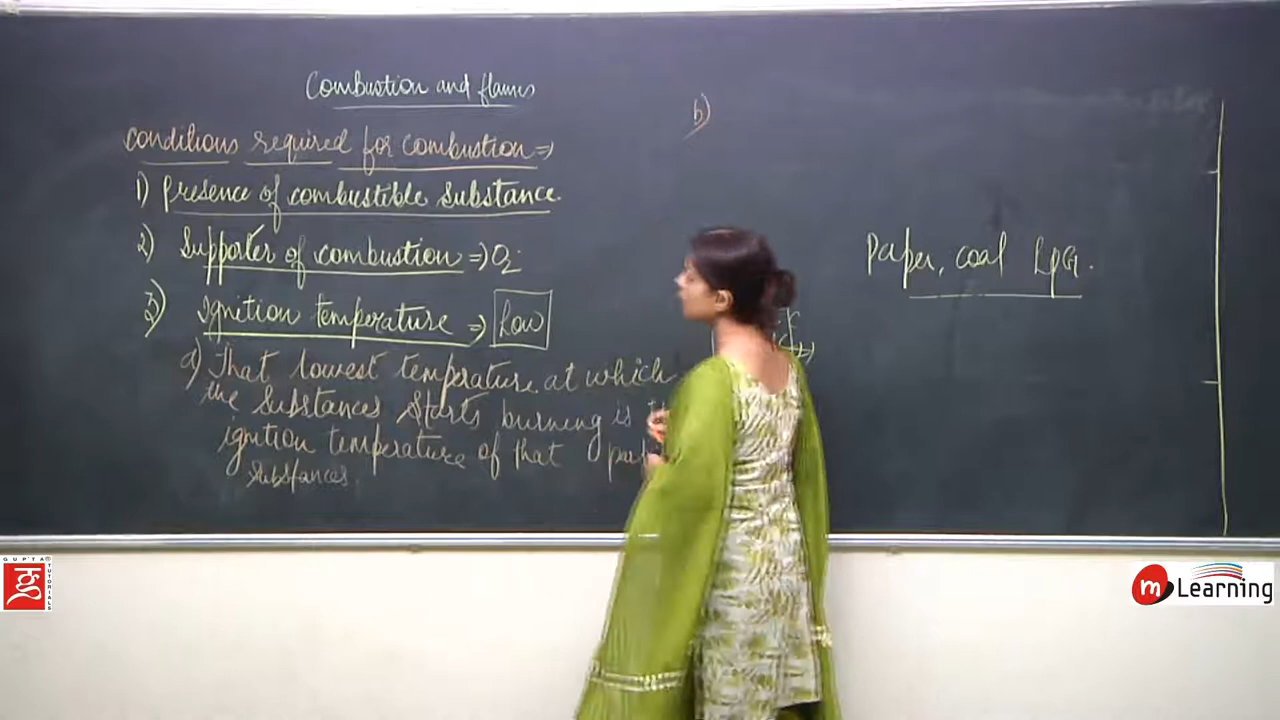 Combustion and flames
Conditions required for combustion ⇒
1) Presence of combustible substance.
2) Supporter of combustion ⇒ O₂
3) Ignition temperature ⇒ Low
a) That lowest temperature at which
the substances starts burning is
ignition temperature of that
substances.
b)
Paper, coal LPG.
GUPTA TUTORIALS
m Learning